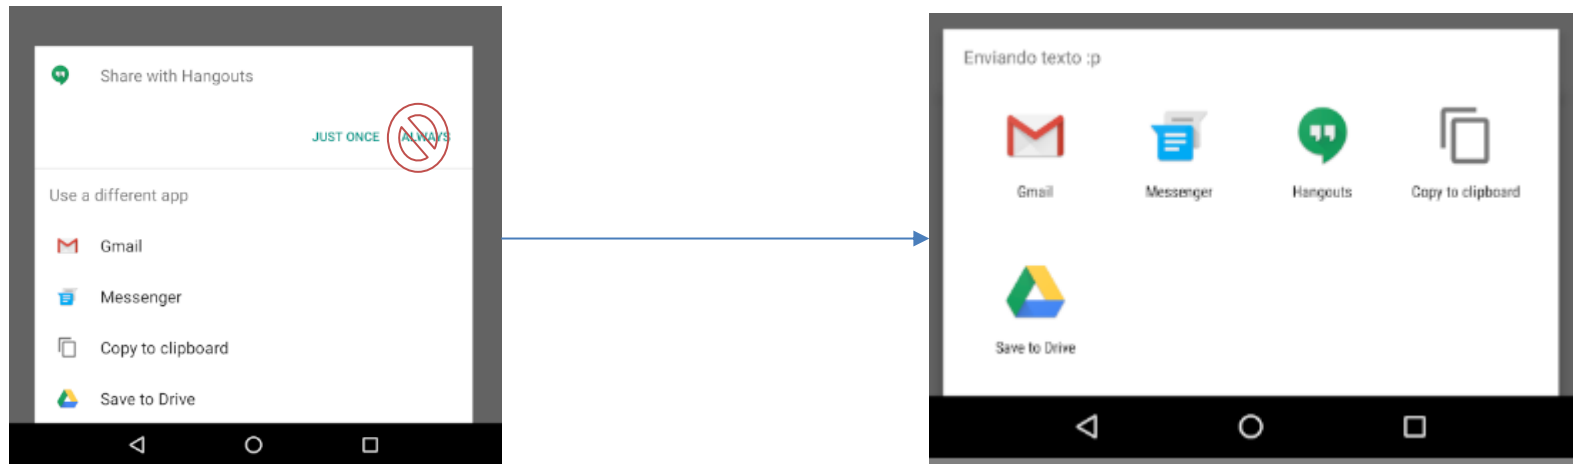 Share with Hangouts
JUST ONCE ALWAYS
Use a different app
Gmail
Messenger
Copy to clipboard
Save to Drive
Enviando texto :p
Gmail Messenger Hangouts Copy to clipboard
Save to Drive